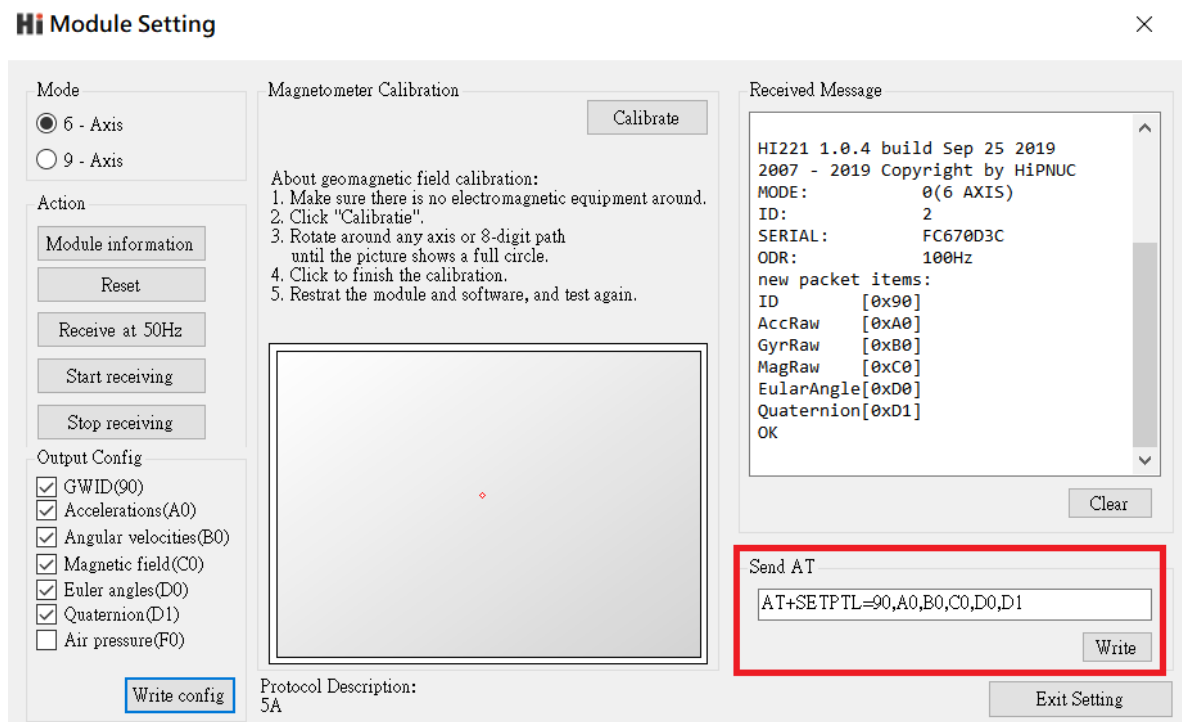 Hi Module Setting
Mode
6 - Axis
9 - Axis
Action
Module information
Reset
Receive at 50Hz
Start receiving
Stop receiving
Output Config
GWID(90)
Accelerations(A0)
Angular velocities(B0)
Magnetic field(C0)
Euler angles(D0)
Quaternion(D1)
Air pressure(F0)
Write config
Magnetometer Calibration
Calibrate
About geomagnetic field calibration:
1. Make sure there is no electromagnetic equipment around.
2. Click "Calibratie".
3. Rotate around any axis or 8-digit path
until the picture shows a full circle.
4. Click to finish the calibration.
5. Restrat the module and software, and test again.
Protocol Description:
5A
Received Message
HI221 1.0.4 build Sep 25 2019
2007 - 2019 Copyright by HiPNUC
MODE: 0(6 AXIS)
ID: 2
SERIAL: FC670D3C
ODR: 100Hz
new packet items:
ID [0x90]
AccRaw [0xA0]
GyrRaw [0xB0]
MagRaw [0xC0]
EularAngle[0xD0]
Quaternion[0xD1]
OK
Clear
Send AT
AT+SETPTL=90,A0,B0,C0,D0,D1
Write
Exit Setting